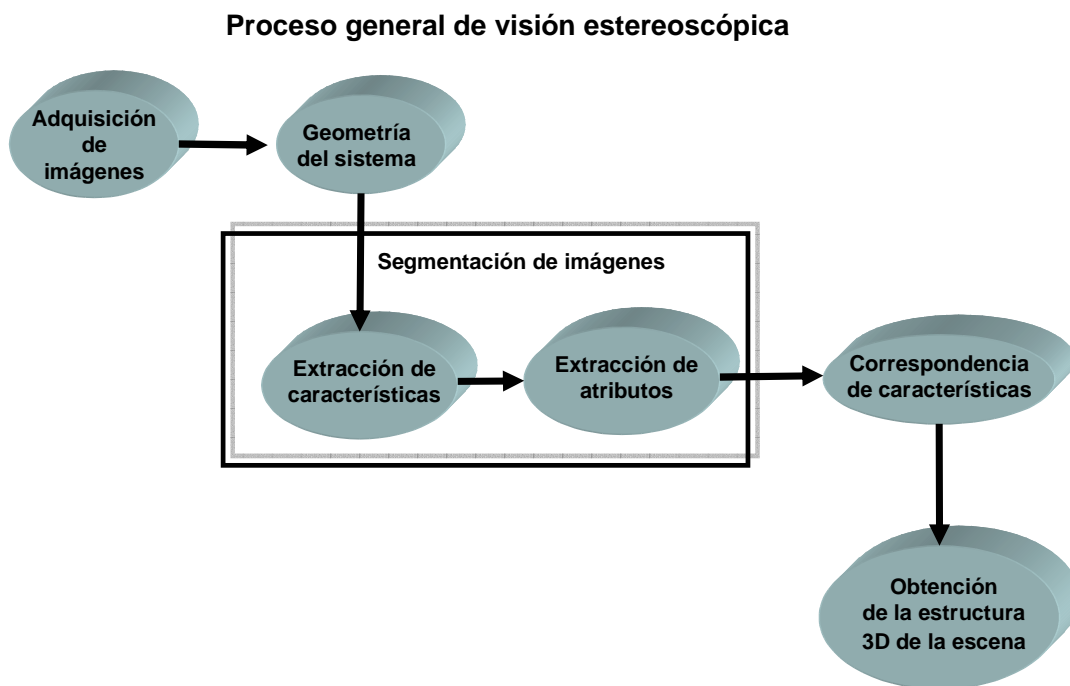 Proceso general de visión estereoscópica
Adquisición
de
imágenes
Geometría
del sistema
Segmentación de imágenes
Extracción de
características
Extracción de
atributos
Correspondencia
de características
Obtención
de la estructura
3D de la escena